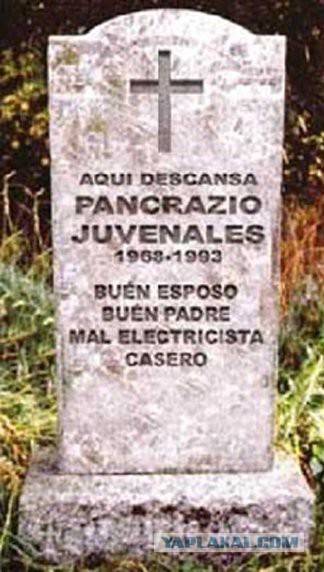 AQUI DESCANSA
PANCRAZIO
JUVENALES
1968-1993
BUÉN ESPOSO
BUÉN PADRE
MAL ELECTRICISTA
CASERO
YAPLAKAL.COM